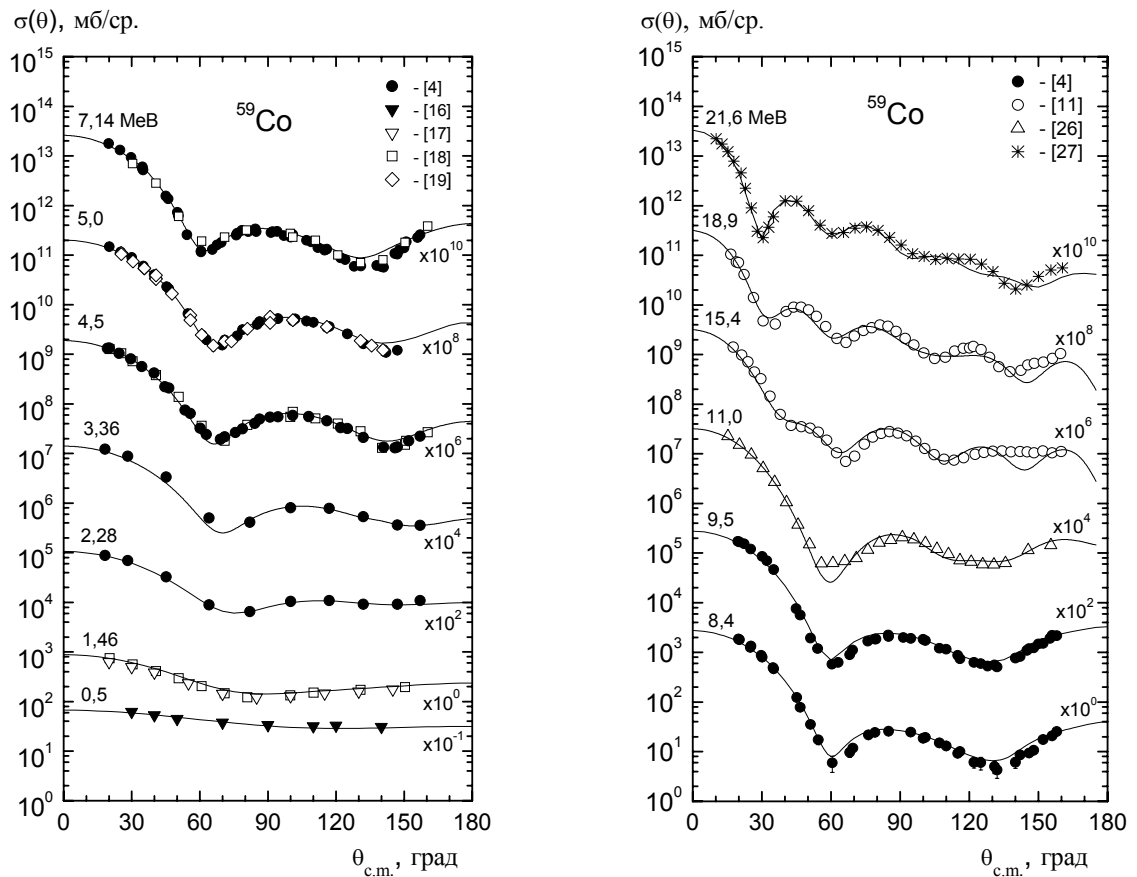 σ(θ), мб/ср.
10^15
10^14
10^13
10^12
10^11
10^10
10^9
10^8
10^7
10^6
10^5
10^4
10^3
10^2
10^1
10^0
0 30 60 90 120 150 180
θc.m., град
59Co
- [4]
- [16]
- [17]
- [18]
- [19]
7,14 МеВ
x10^10
5,0
x10^8
4,5
x10^6
3,36
x10^4
2,28
x10^2
1,46
x10^0
0,5
x10^-1
σ(θ), мб/ср.
10^15
10^14
10^13
10^12
10^11
10^10
10^9
10^8
10^7
10^6
10^5
10^4
10^3
10^2
10^1
10^0
0 30 60 90 120 150 180
θc.m., град
59Co
- [4]
- [11]
- [26]
- [27]
21,6 МеВ
x10^10
18,9
x10^8
15,4
x10^6
11,0
x10^4
9,5
x10^2
8,4
x10^0